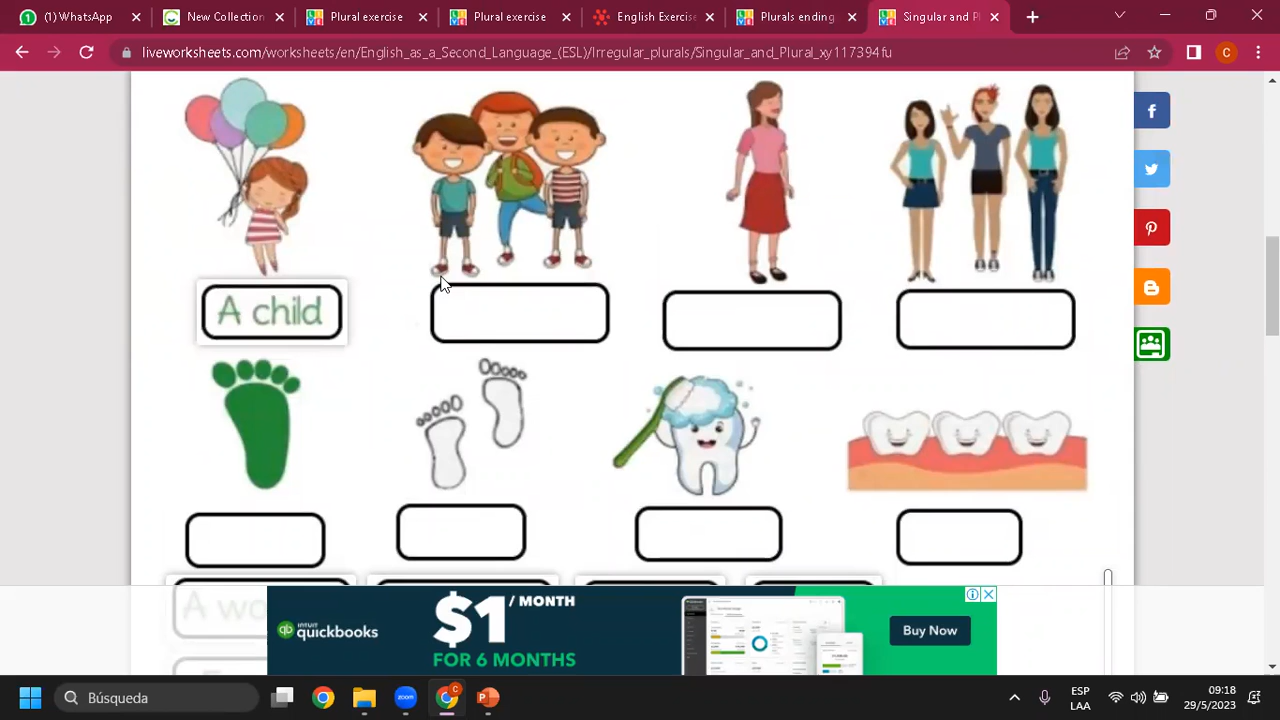 (1) WhatsApp
New Collection
Plural exercise
Plural exercise
English Exercise
Plurals ending
Singular and Pl
liveworksheets.com/worksheets/en/English_as_a_Second_Language_(ESL)/Irregular_plurals/Singular_and_Plural_xy117394fu
C
A child
A wo
intuit
quickbooks
$1 / MONTH
FOR 6 MONTHS
Buy Now
Búsqueda
C
ESP
LAA
09:18
29/5/2023